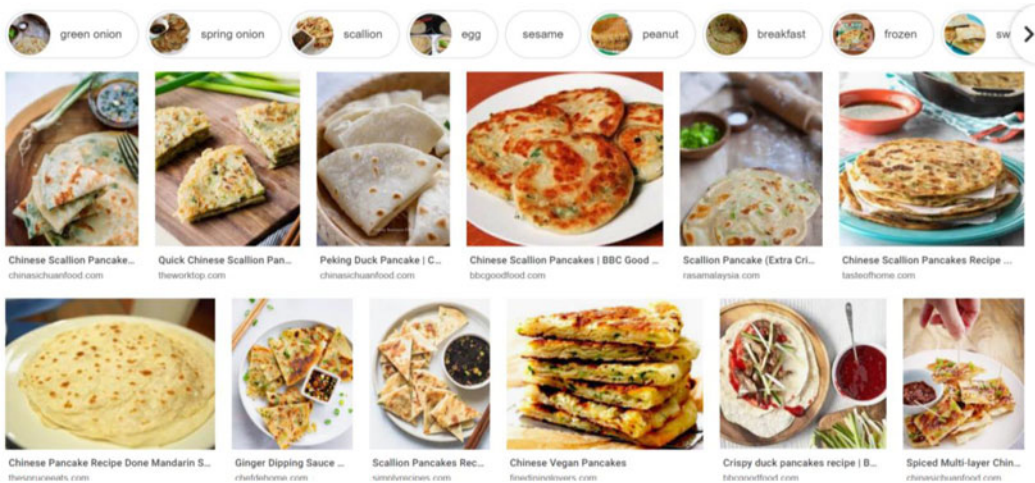 green onion
spring onion
scallion
egg
sesame
peanut
breakfast
frozen
sw
Chinese Scallion Pancake...
chinasichuanfood.com
Quick Chinese Scallion Pan...
theworktop.com
Peking Duck Pancake | C...
chinasichuanfood.com
Chinese Scallion Pancakes | BBC Good ...
bbcgoodfood.com
Scallion Pancake (Extra Cri...
rasamalaysia.com
Chinese Scallion Pancakes Recipe ...
tasteofhome.com
Chinese Pancake Recipe Done Mandarin S...
thespruceeats.com
Ginger Dipping Sauce ...
chefdehome.com
Scallion Pancakes Rec...
simplyrecipes.com
Chinese Vegan Pancakes
finedininglovers.com
Crispy duck pancakes recipe | B...
bbcgoodfood.com
Spiced Multi-layer Chin...
chinasichuanfood.com